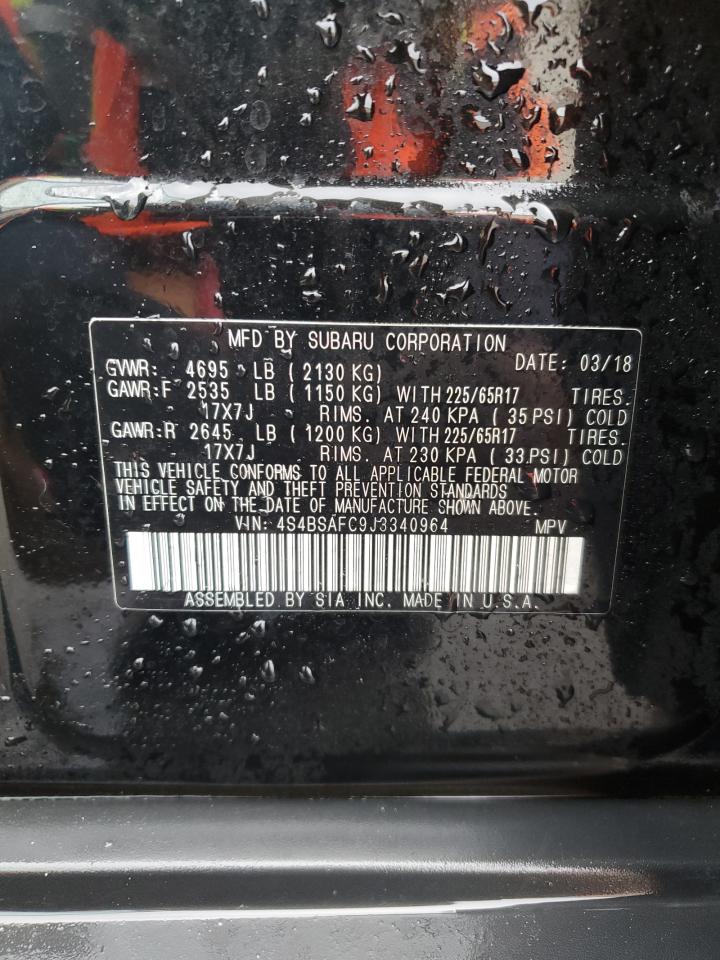 MFD BY SUBARU CORPORATION
GVWR: 4695 LB ( 2130 KG) DATE: 03/18
GAWR:F 2535 LB ( 1150 KG) WITH 225/65R17 TIRES.
17X7J RIMS. AT 240 KPA ( 35 PSI) COLD
GAWR:R 2645 LB ( 1200 KG) WITH 225/65R17 TIRES.
17X7J RIMS. AT 230 KPA ( 33 PSI) COLD
THIS VEHICLE CONFORMS TO ALL APPLICABLE FEDERAL MOTOR
VEHICLE SAFETY AND THEFT PREVENTION STANDARDS
IN EFFECT ON THE DATE OF MANUFACTURE SHOWN ABOVE.
VIN: 4S4BSAFC9J3340964 MPV
ASSEMBLED BY SIA INC. MADE IN U.S.A.